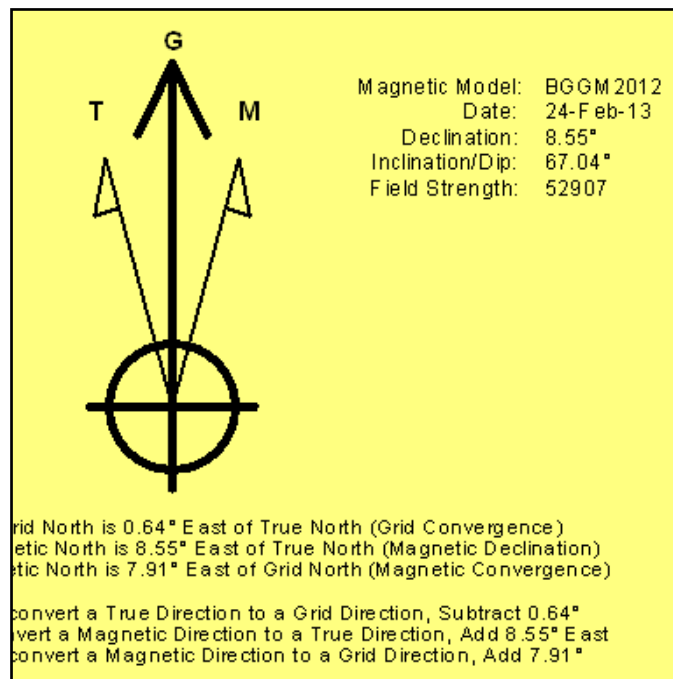 G
T M
Magnetic Model: BGGM2012
Date: 24-Feb-13
Declination: 8.55°
Inclination/Dip: 67.04°
Field Strength: 52907
rid North is 0.64° East of True North (Grid Convergence)
etic North is 8.55° East of True North (Magnetic Declination)
etic North is 7.91° East of Grid North (Magnetic Convergence)
convert a True Direction to a Grid Direction, Subtract 0.64°
nvert a Magnetic Direction to a True Direction, Add 8.55° East
convert a Magnetic Direction to a Grid Direction, Add 7.91°